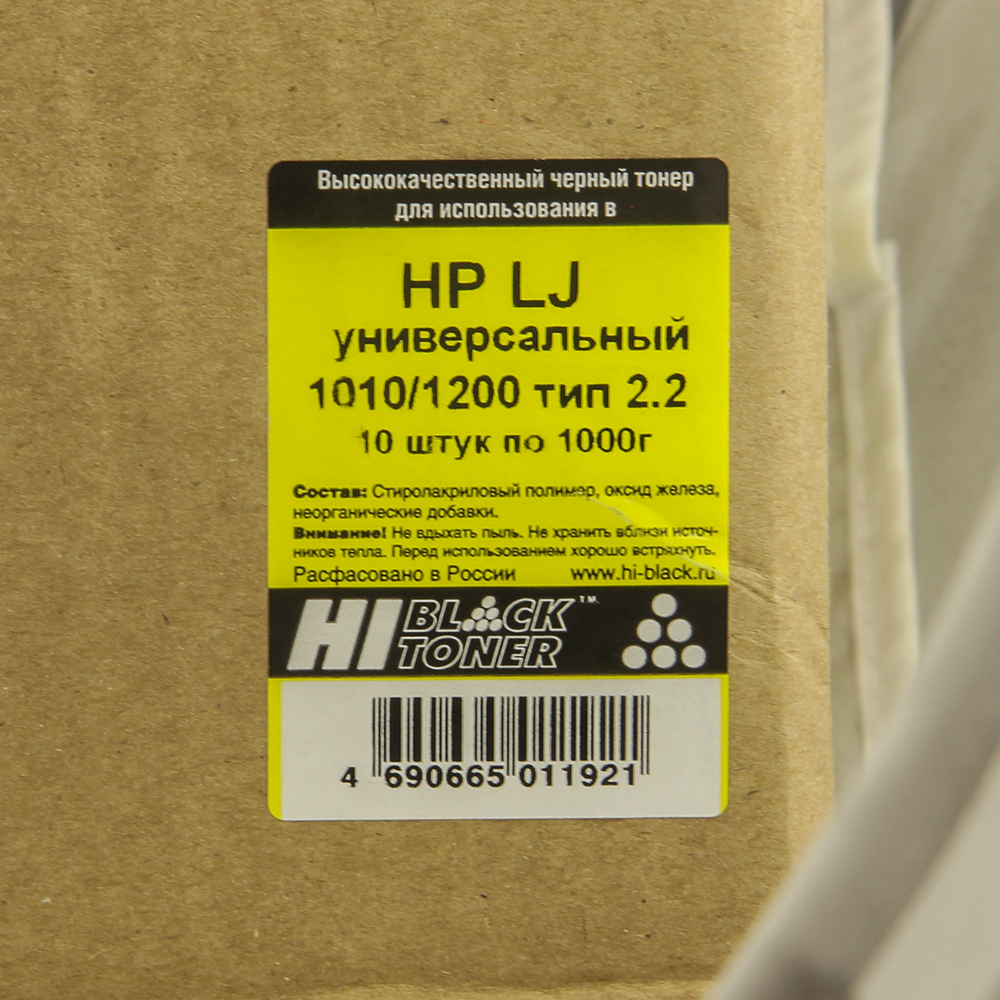 Высококачественный черный тонер
для использования в
HP LJ
универсальный
1010/1200 тип 2.2
10 штук по 1000г
Состав: Стиролакриловый полимер, оксид железа,
неорганические добавки.
Внимание! Не вдыхать пыль. Не хранить вблизи источ-
ников тепла. Перед использованием хорошо встряхнуть.
Расфасовано в России www.hi-black.ru
HI BLACK TONER ™.
4 690665 011921